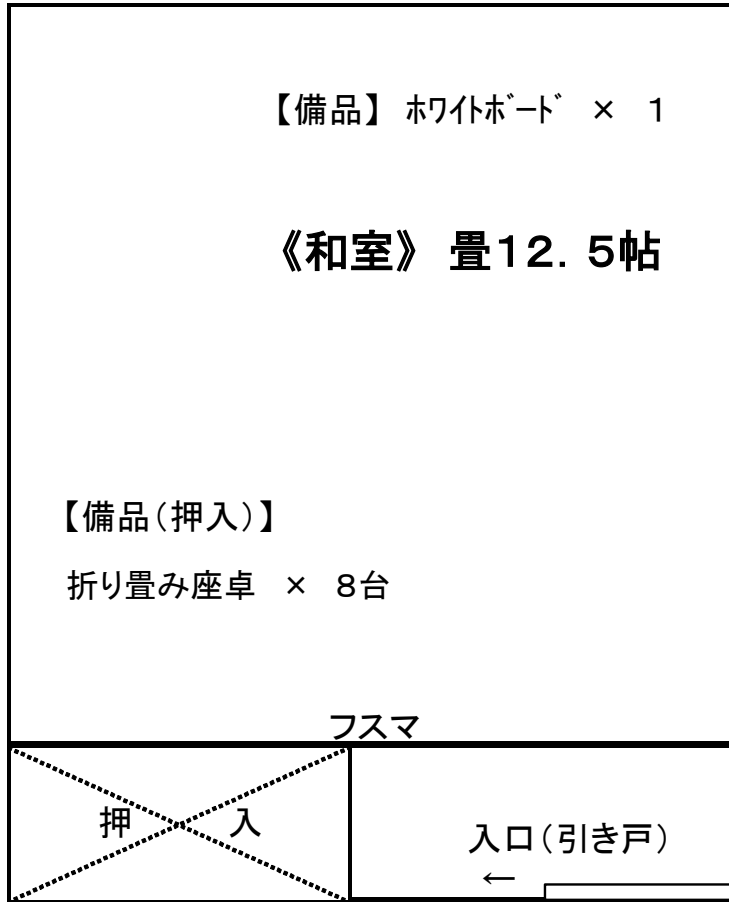 【備品】 ﾎﾜｲﾄﾎﾞｰﾄﾞ × 1
《和室》 畳12．5帖
【備品(押入)】
折り畳み座卓 × 8台
フスマ
押 入
入口(引き戸)
←